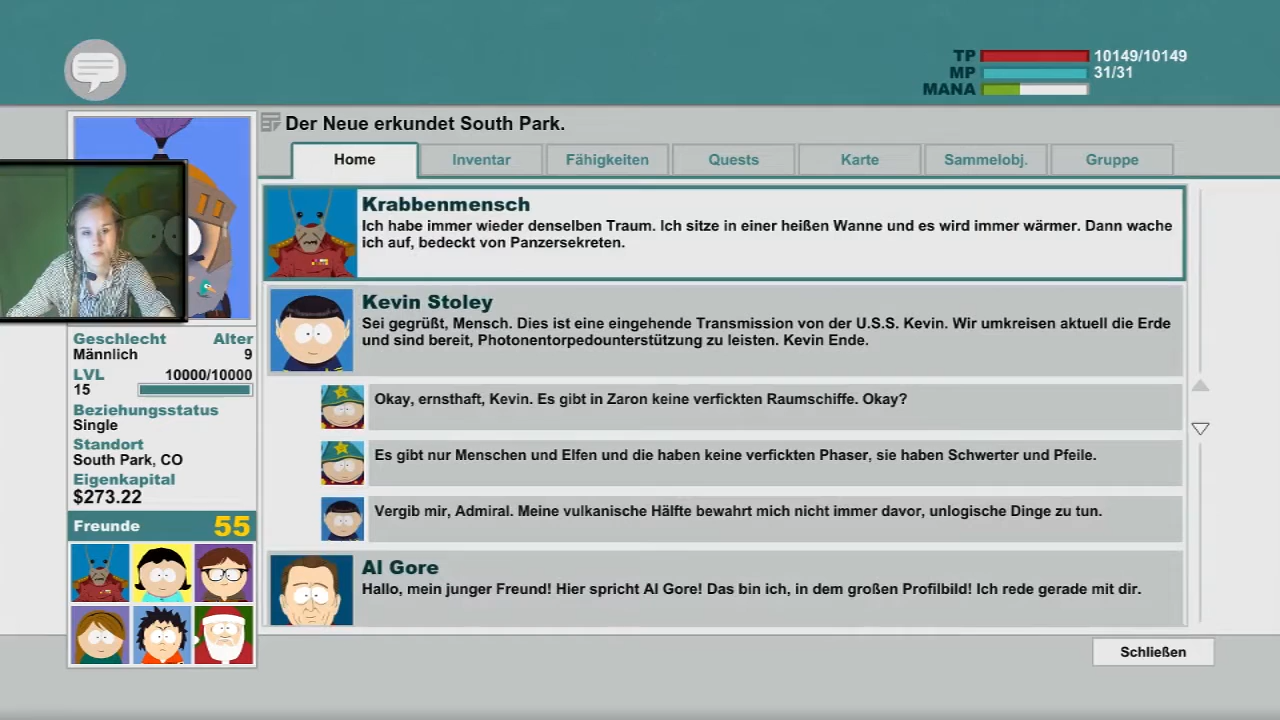 TP 10149/10149
MP 31/31
MANA
Der Neue erkundet South Park.
Home Inventar Fähigkeiten Quests Karte Sammelobj. Gruppe
Krabbenmensch
Ich habe immer wieder denselben Traum. Ich sitze in einer heißen Wanne und es wird immer wärmer. Dann wache
ich auf, bedeckt von Panzersekreten.
Kevin Stoley
Sei gegrüßt, Mensch. Dies ist eine eingehende Transmission von der U.S.S. Kevin. Wir umkreisen aktuell die Erde
und sind bereit, Photonentorpedounterstützung zu leisten. Kevin Ende.
Okay, ernsthaft, Kevin. Es gibt in Zaron keine verfickten Raumschiffe. Okay?
Es gibt nur Menschen und Elfen und die haben keine verfickten Phaser, sie haben Schwerter und Pfeile.
Vergib mir, Admiral. Meine vulkanische Hälfte bewahrt mich nicht immer davor, unlogische Dinge zu tun.
Al Gore
Hallo, mein junger Freund! Hier spricht Al Gore! Das bin ich, in dem großen Profilbild! Ich rede gerade mit dir.
Geschlecht Alter
Männlich 9
LVL 10000/10000
15
Beziehungsstatus
Single
Standort
South Park, CO
Eigenkapital
$273.22
Freunde 55
Schließen